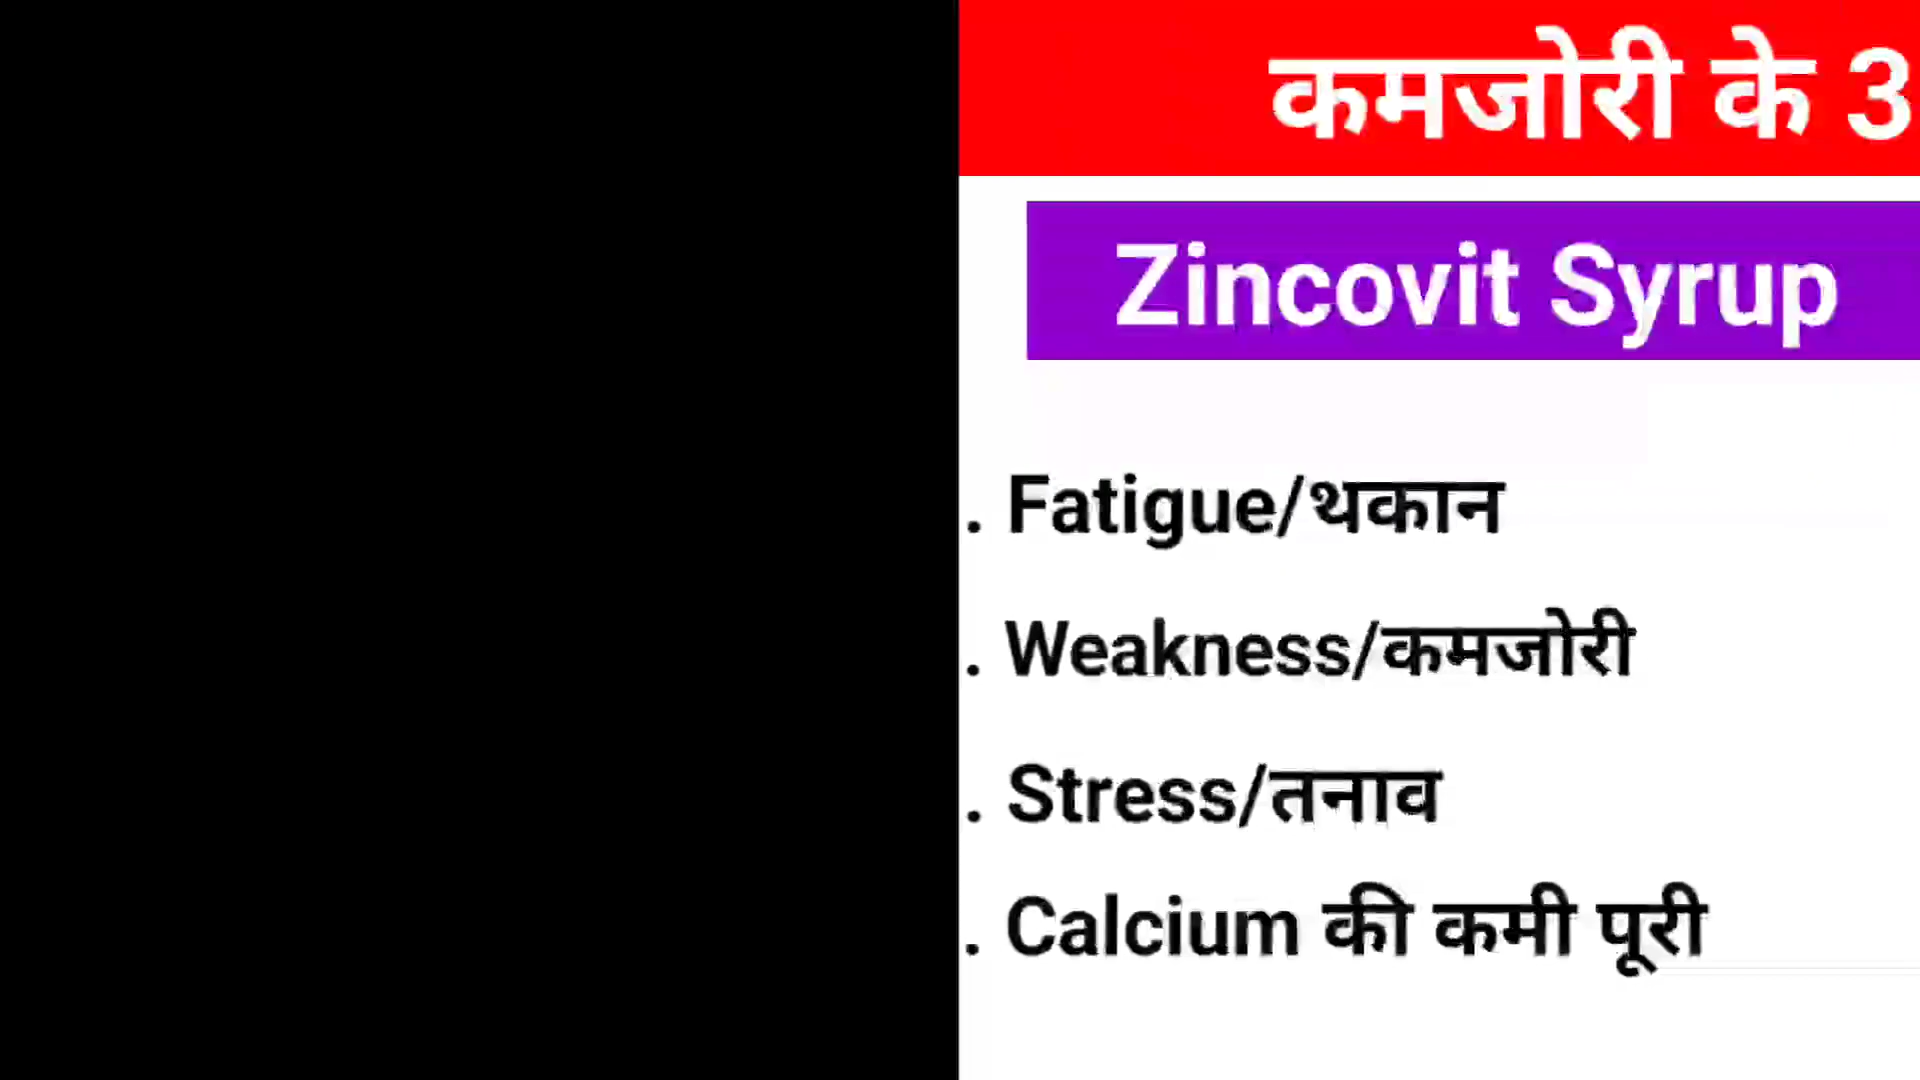 कमजोरी के 3
Zincovit Syrup
. Fatigue/थकान
. Weakness/कमजोरी
. Stress/तनाव
. Calcium की कमी पूरी